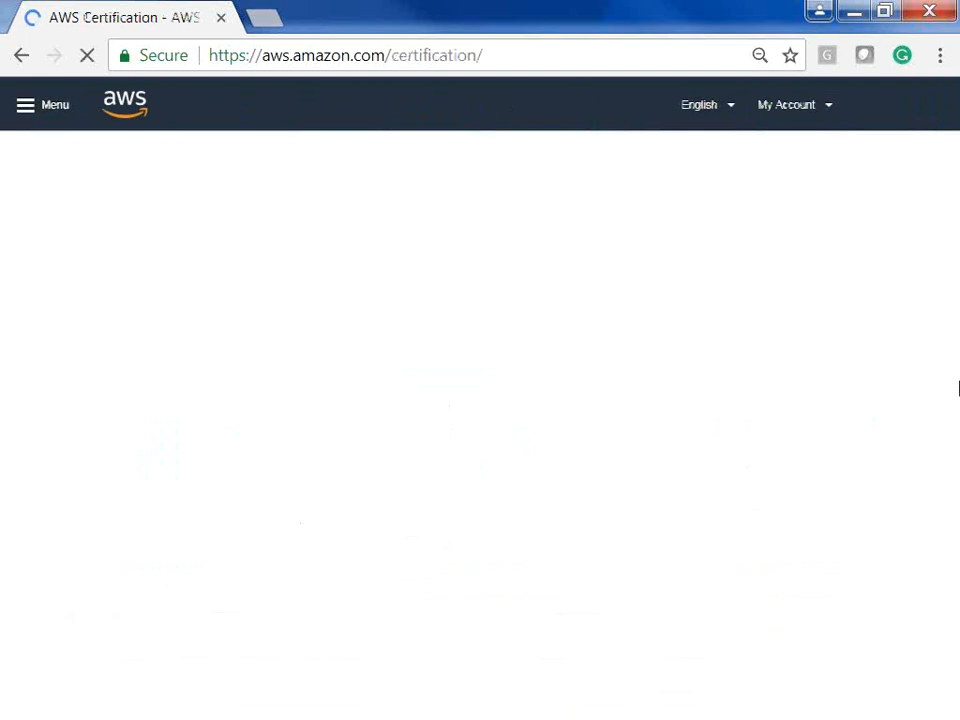 AWS Certification - AWS
Secure https://aws.amazon.com/certification/
G
G
Menu
aws
English
My Account